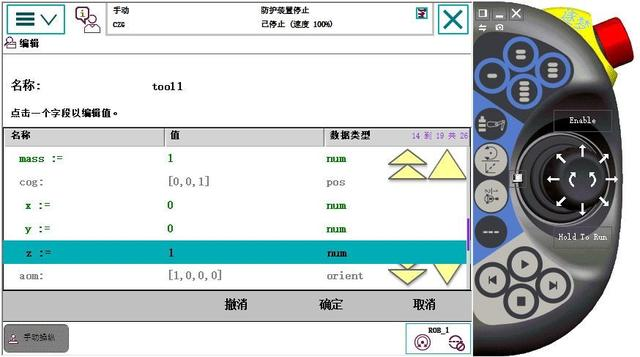 手动
CZG
防护装置停止
已停止 (速度 100%)
编辑
名称: tool1
点击一个字段以编辑值。
名称 值 数据类型 14 到 19 共 26
mass := 1 num
cog: [0,0,1] pos
x := 0 num
y := 0 num
z := 1 num
aom: [1,0,0,0] orient
撤消 确定 取消
手动操纵
ROB_1
Enable
Hold To Run